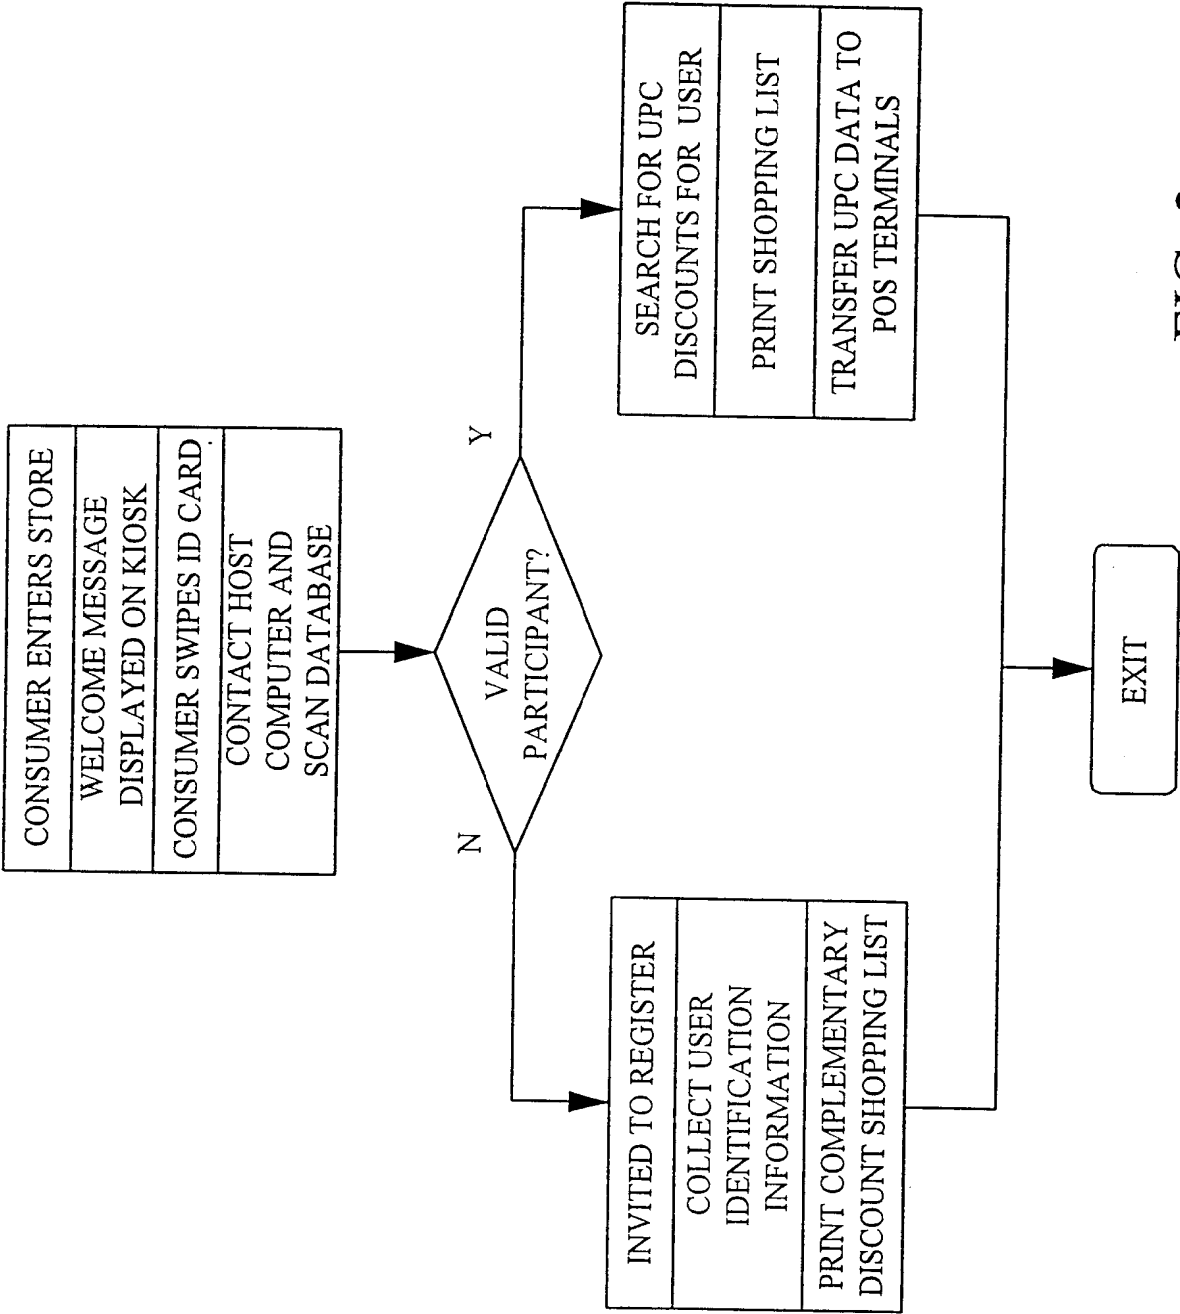 CONSUMER ENTERS STORE
WELCOME MESSAGE
DISPLAYED ON KIOSK
CONSUMER SWIPES ID CARD
CONTACT HOST
COMPUTER AND
SCAN DATABASE
VALID
PARTICIPANT?
N
Y
INVITED TO REGISTER
COLLECT USER
IDENTIFICATION
INFORMATION
PRINT COMPLEMENTARY
DISCOUNT SHOPPING LIST
SEARCH FOR UPC
DISCOUNTS FOR USER
PRINT SHOPPING LIST
TRANSFER UPC DATA TO
POS TERMINALS
EXIT